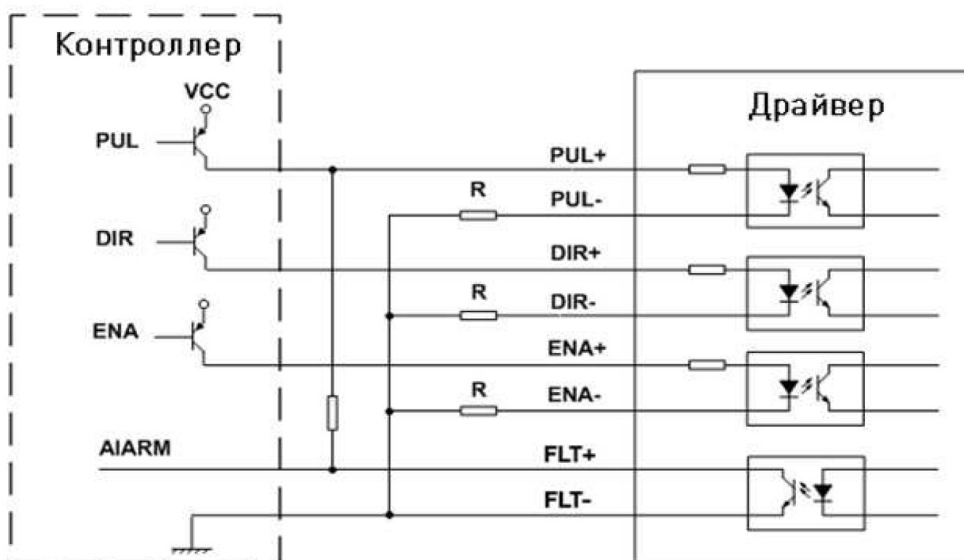 Контроллер
VCC
Драйвер
PUL
PUL+
R
PUL-
DIR
DIR+
R
DIR-
ENA
ENA+
R
ENA-
AIARM
FLT+
FLT-